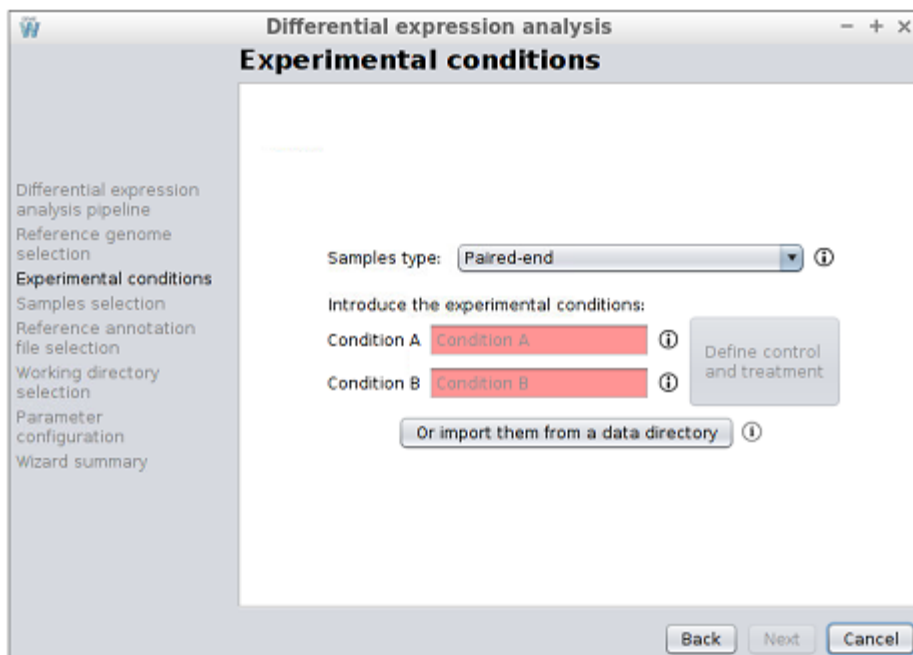 Differential expression analysis
Experimental conditions
Differential expression
analysis pipeline
Reference genome
selection
Experimental conditions
Samples selection
Reference annotation
file selection
Working directory
selection
Parameter
configuration
Wizard summary
Samples type: Paired-end
Introduce the experimental conditions:
Condition A Condition A
Condition B Condition B
Define control
and treatment
Or import them from a data directory
Back Next Cancel